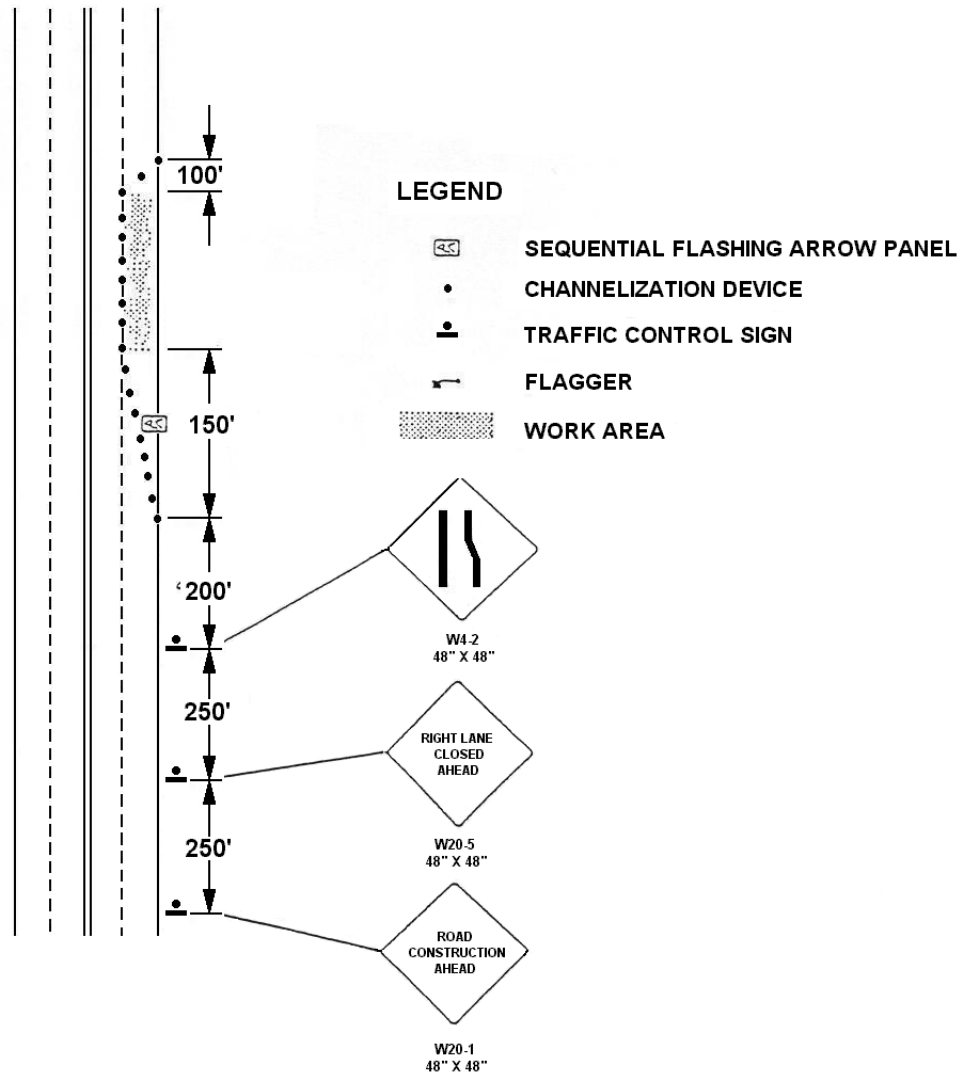 100'
LEGEND
SEQUENTIAL FLASHING ARROW PANEL
CHANNELIZATION DEVICE
TRAFFIC CONTROL SIGN
FLAGGER
150'
WORK AREA
200'
W4-2
48" X 48"
250'
RIGHT LANE
CLOSED
AHEAD
W20-5
48" X 48"
250'
ROAD
CONSTRUCTION
AHEAD
W20-1
48" X 48"